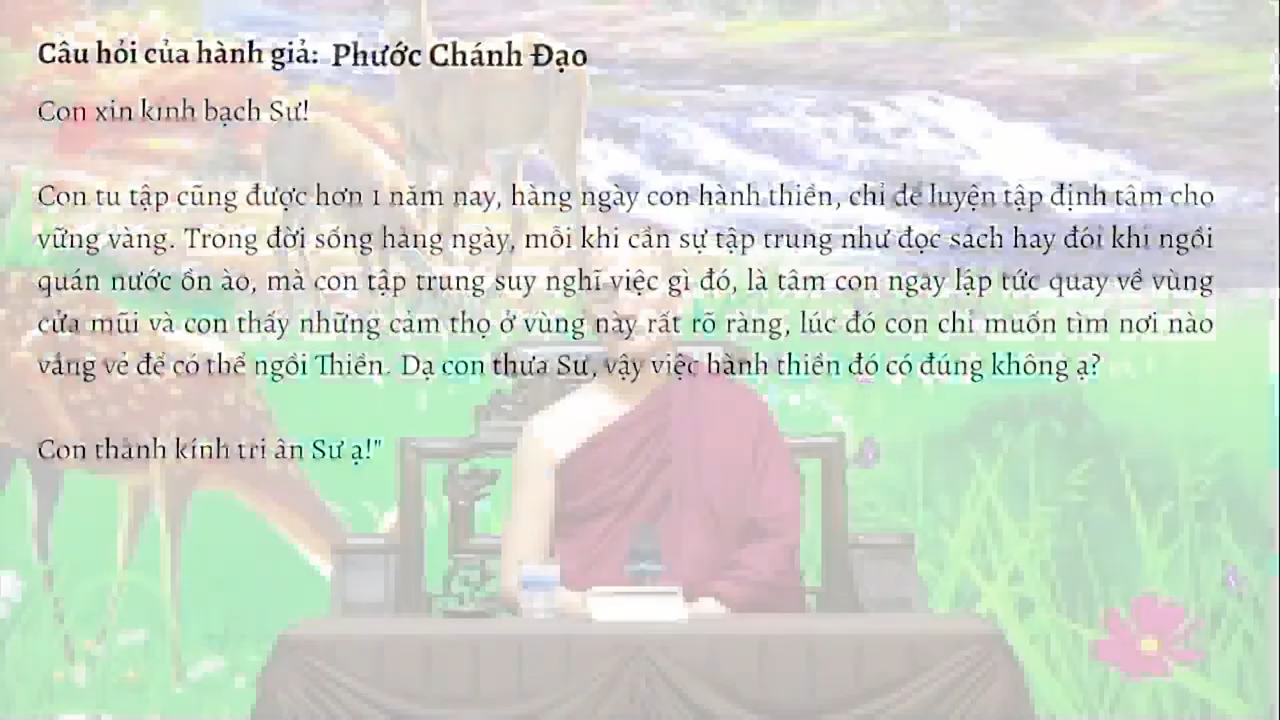 Câu hỏi của hành giả: Phước Chánh Đạo
Con xin kính bạch Sư!
Con tu tập cũng được hơn 1 năm nay, hàng ngày con hành thiền, chỉ để luyện tập định tâm cho
vững vàng. Trong đời sống hàng ngày, mỗi khi cần sự tập trung như đọc sách hay đôi khi ngồi
quán nước ồn ào, mà con tập trung suy nghĩ việc gì đó, là tâm con ngay lập tức quay về vùng
cửa mũi và con thấy những cảm thọ ở vùng này rất rõ ràng, lúc đó con chỉ muốn tìm nơi nào
vắng vẻ để có thể ngồi Thiền. Dạ con thưa Sư, vậy việc hành thiền đó có đúng không ạ?
Con thành kính tri ân Sư ạ!"